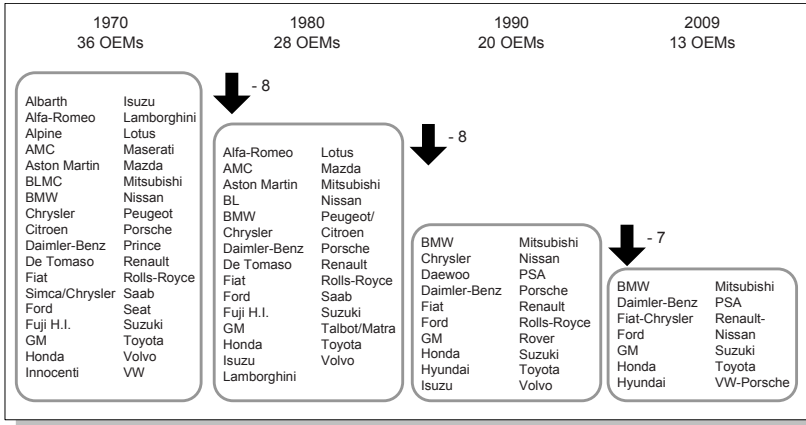 1970
36 OEMs
1980
28 OEMs
1990
20 OEMs
2009
13 OEMs
- 8
- 8
- 7
Albarth
Alfa-Romeo
Alpine
AMC
Aston Martin
BLMC
BMW
Chrysler
Citroen
Daimler-Benz
De Tomaso
Fiat
Simca/Chrysler
Ford
Fuji H.I.
GM
Honda
Innocenti
Isuzu
Lamborghini
Lotus
Maserati
Mazda
Mitsubishi
Nissan
Peugeot
Porsche
Prince
Renault
Rolls-Royce
Saab
Seat
Suzuki
Toyota
Volvo
VW
Alfa-Romeo
AMC
Aston Martin
BL
BMW
Chrysler
Daimler-Benz
De Tomaso
Fiat
Ford
Fuji H.I.
GM
Honda
Isuzu
Lamborghini
Lotus
Mazda
Mitsubishi
Nissan
Peugeot/
Citroen
Porsche
Renault
Rolls-Royce
Saab
Suzuki
Talbot/Matra
Toyota
Volvo
BMW
Chrysler
Daewoo
Daimler-Benz
Fiat
Ford
GM
Honda
Hyundai
Isuzu
Mitsubishi
Nissan
PSA
Porsche
Renault
Rolls-Royce
Rover
Suzuki
Toyota
Volvo
BMW
Daimler-Benz
Fiat-Chrysler
Ford
GM
Honda
Hyundai
Mitsubishi
PSA
Renault-
Nissan
Suzuki
Toyota
VW-Porsche